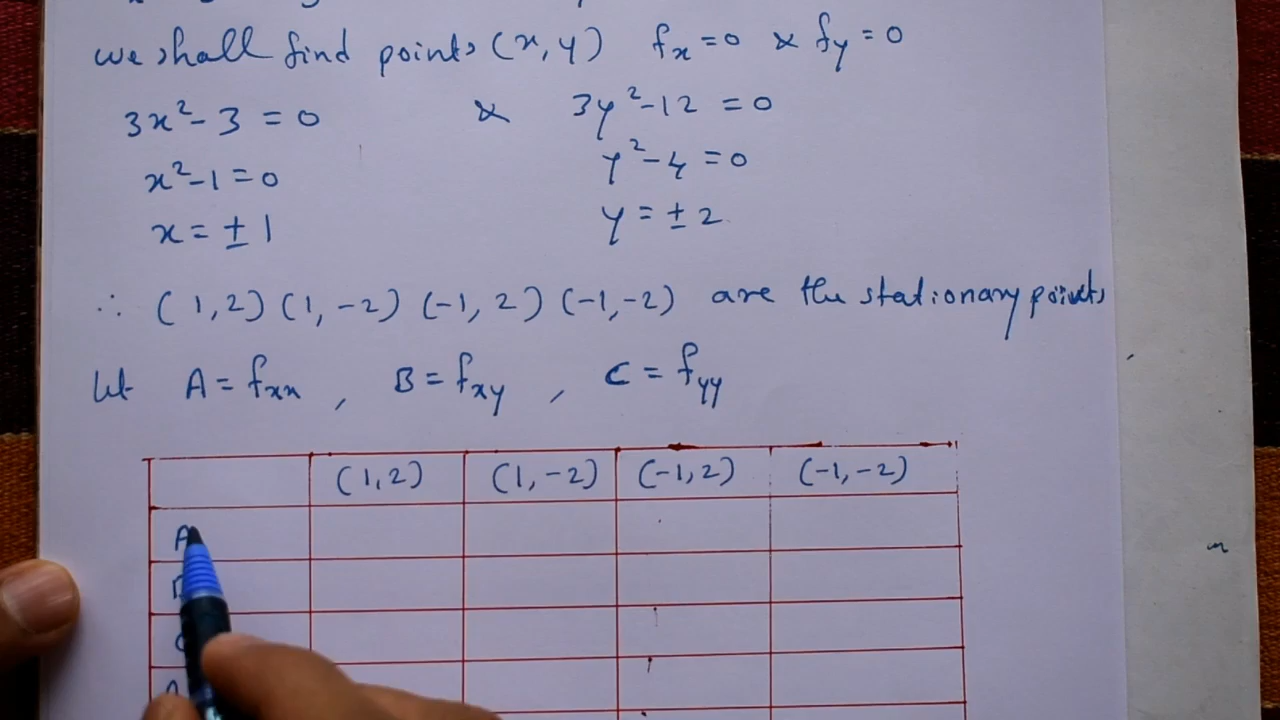 we shall find points (x,y) fx=0 & fy=0
3x²-3=0 & 3y²-12=0
x²-1=0 y²-4=0
x=±1 y=±2
∴ (1,2) (1,-2) (-1,2) (-1,-2) are the stationary points
let A=fxx , B=fxy , C=fyy
(1,2) (1,-2) (-1,2) (-1,-2)
A